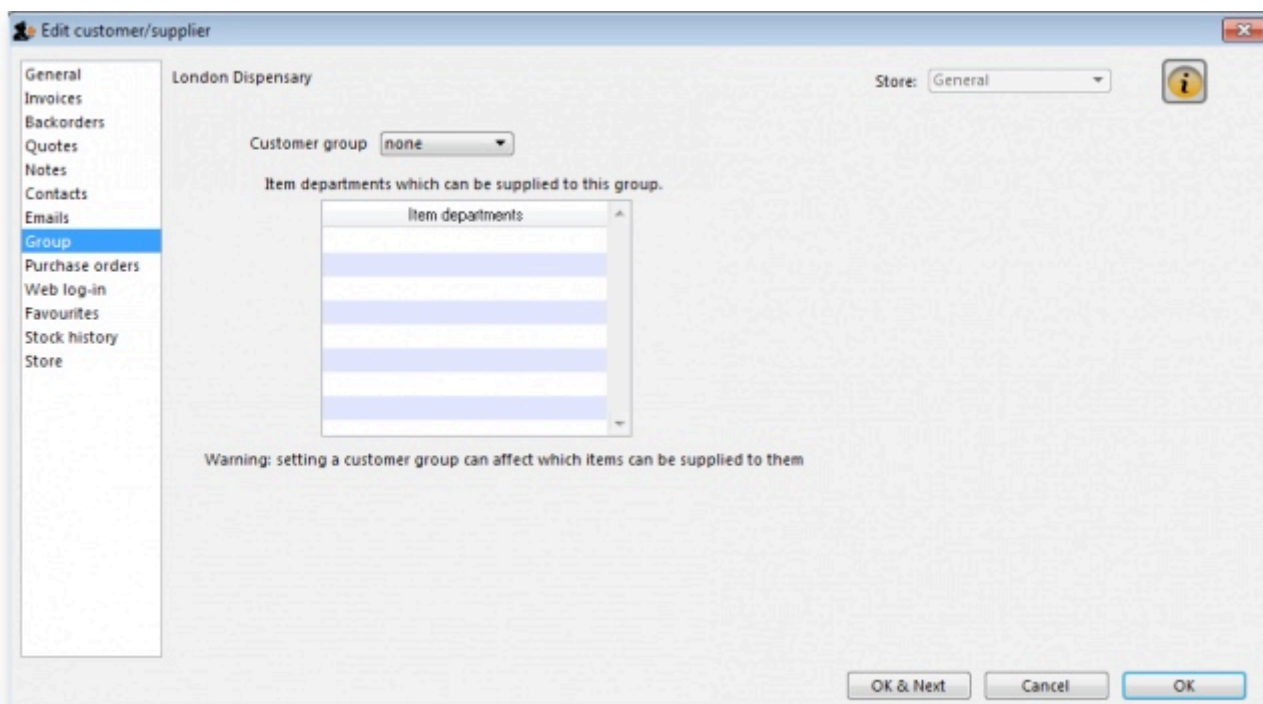 Edit customer/supplier
General
Invoices
Backorders
Quotes
Notes
Contacts
Emails
Group
Purchase orders
Web log-in
Favourites
Stock history
Store
London Dispensary
Store: General
i
Customer group none
Item departments which can be supplied to this group.
Item departments
Warning: setting a customer group can affect which items can be supplied to them
OK & Next Cancel OK